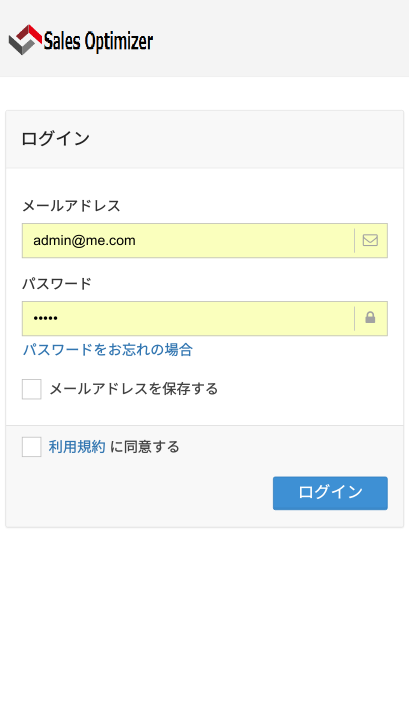 Sales Optimizer
ログイン
メールアドレス
admin@me.com
パスワード
•••••
パスワードをお忘れの場合
メールアドレスを保存する
利用規約 に同意する
ログイン